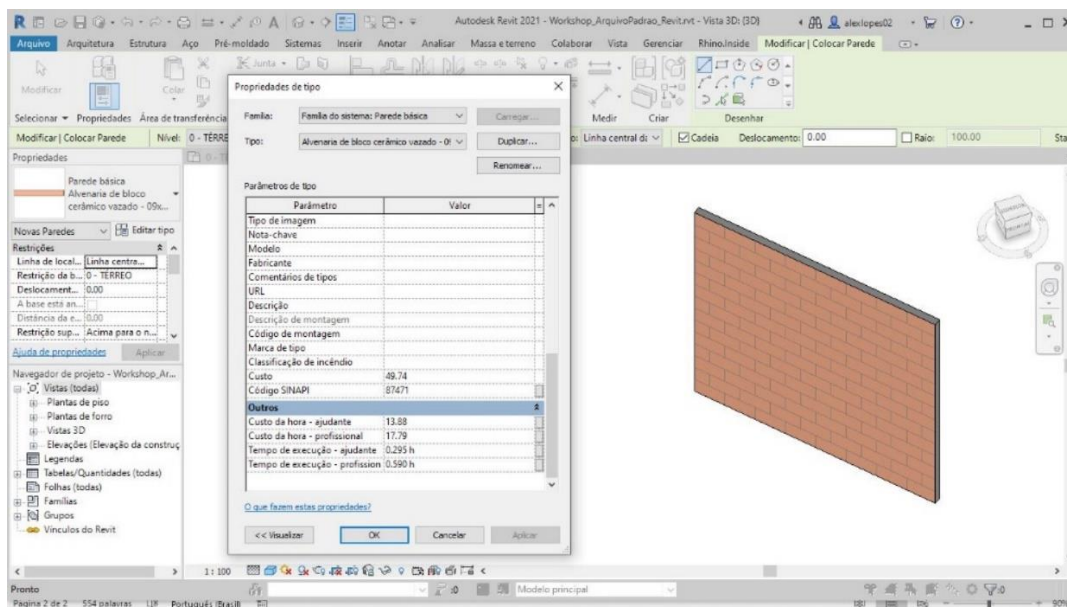 Autodesk Revit 2021 - Workshop_ArquivoPadrao_Revit.rvt - Vista 3D: {3D}
alexlopes02
Arquivo Arquitetura Estrutura Aço Pré-moldado Sistemas Inserir Anotar Analisar Massa e terreno Colaborar Vista Gerenciar Rhino.Inside Modificar | Colocar Parede
Modificar
Colar
Junta
Selecionar Propriedades Área de transferência
Medir Criar Desenhar
Modificar | Colocar Parede Nível: 0 - TÉRRE
Linha central d Cadeia Deslocamento: 0.00 Raio: 100.00 Sta
Propriedades
Parede básica
Alvenaria de bloco
cerâmico vazado - 09x...
Novas Paredes Editar tipo
Restrições
Linha de local... Linha centra...
Restrição da b... 0 - TÉRREO
Deslocament... 0.00
A base está an...
Distância da e... 0.00
Restrição sup... Acima para o n...
Ajuda de propriedades Aplicar
Navegador de projeto - Workshop_Ar...
Vistas (todas)
Plantas de piso
Plantas de forro
Vistas 3D
Elevações (Elevação da construç
Legendas
Tabelas/Quantidades (todas)
Folhas (todas)
Famílias
Grupos
Vínculos do Revit
Propriedades de tipo
Família: Família do sistema: Parede básica Carregar...
Tipo: Alvenaria de bloco cerâmico vazado - 0 Duplicar...
Renomear...
Parâmetros de tipo
Parâmetro Valor =
Tipo de imagem
Nota-chave
Modelo
Fabricante
Comentários de tipos
URL
Descrição
Descrição de montagem
Código de montagem
Marca de tipo
Classificação de incêndio
Custo 49.74
Código SINAPI 87471
Outros
Custo da hora - ajudante 13.88
Custo da hora - profissional 17.79
Tempo de execução - ajudante 0.295 h
Tempo de execução - profission 0.590 h
O que fazem estas propriedades?
<< Visualizar OK Cancelar Aplicar
1 : 100
Pronto :0 Modelo principal :0
Página 2 de 2 554 palavras Português (Brasil) 90%